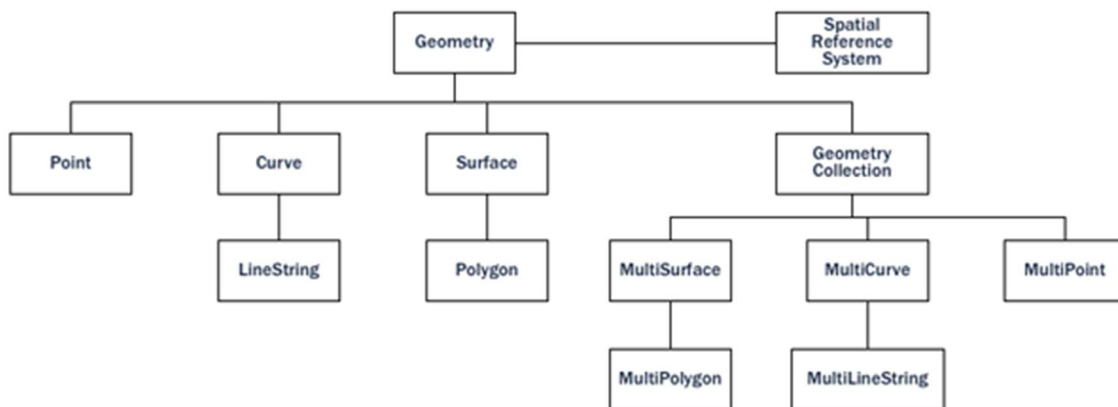 Geometry
Spatial
Reference
System
Point
Curve
Surface
Geometry
Collection
LineString
Polygon
MultiSurface
MultiCurve
MultiPoint
MultiPolygon
MultiLineString